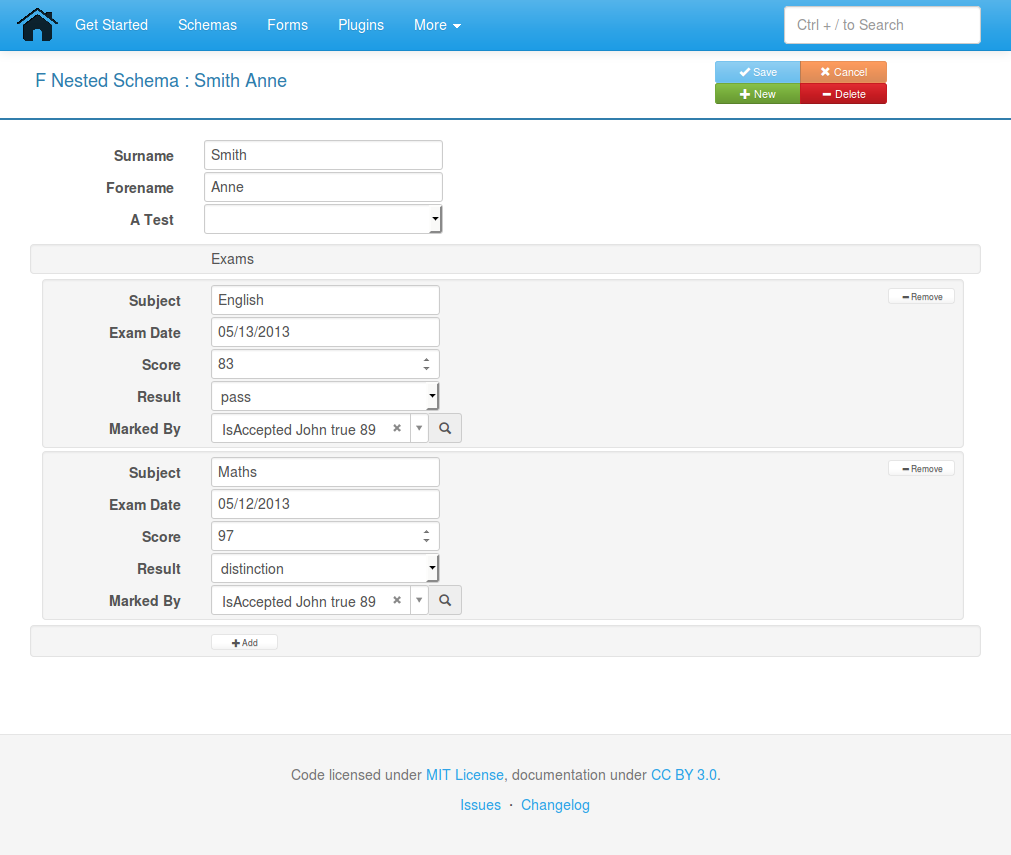 Get Started Schemas Forms Plugins More Ctrl + / to Search
F Nested Schema : Smith Anne
Save Cancel
New Delete
Surname Smith
Forename Anne
A Test
Exams
Subject English Remove
Exam Date 05/13/2013
Score 83
Result pass
Marked By IsAccepted John true 89
Subject Maths Remove
Exam Date 05/12/2013
Score 97
Result distinction
Marked By IsAccepted John true 89
Add
Code licensed under MIT License, documentation under CC BY 3.0.
Issues · Changelog